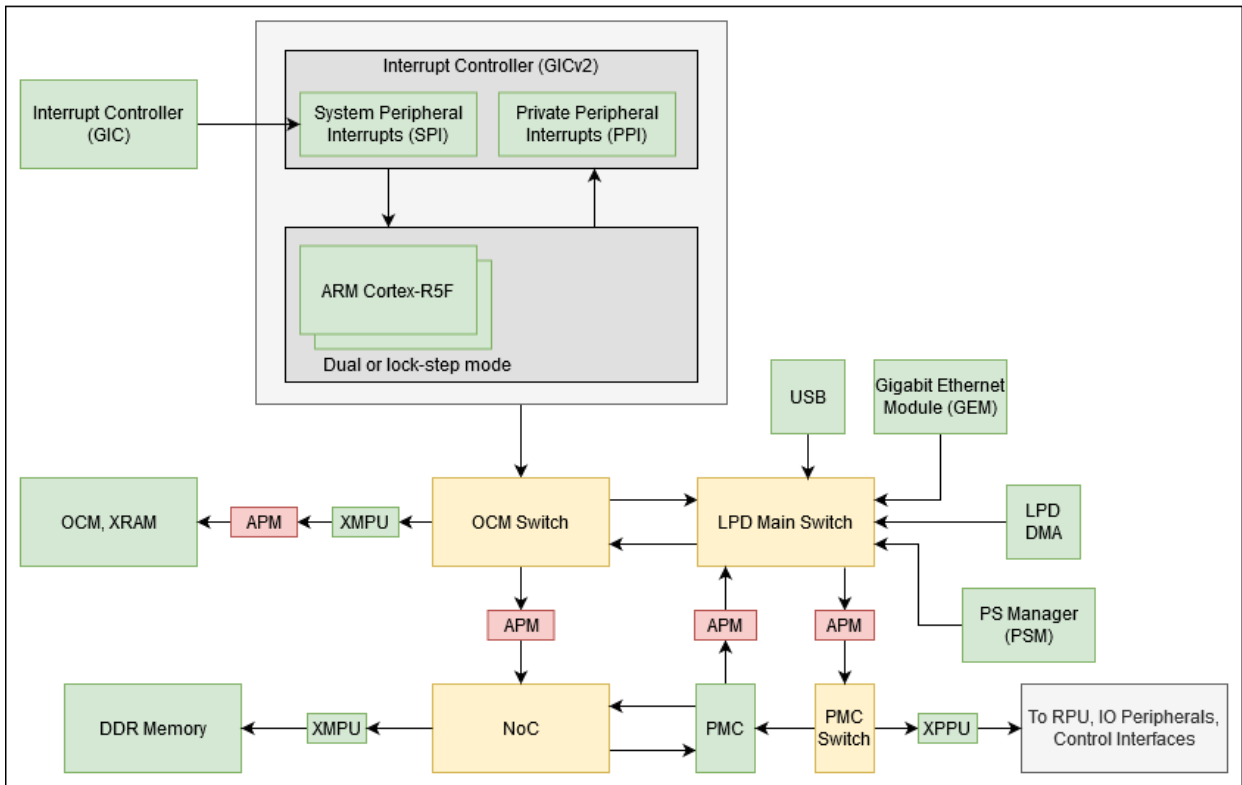 Interrupt Controller (GICv2)
Interrupt Controller
(GIC)
System Peripheral
Interrupts (SPI)
Private Peripheral
Interrupts (PPI)
ARM Cortex-R5F
Dual or lock-step mode
USB
Gigabit Ethernet
Module (GEM)
OCM, XRAM
APM
XMPU
OCM Switch
LPD Main Switch
LPD
DMA
APM
APM
APM
PS Manager
(PSM)
DDR Memory
XMPU
NoC
PMC
PMC
Switch
XPPU
To RPU, IO Peripherals,
Control Interfaces